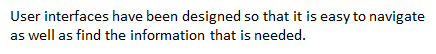 User interfaces have been designed so that it is easy to navigate
as well as find the information that is needed.